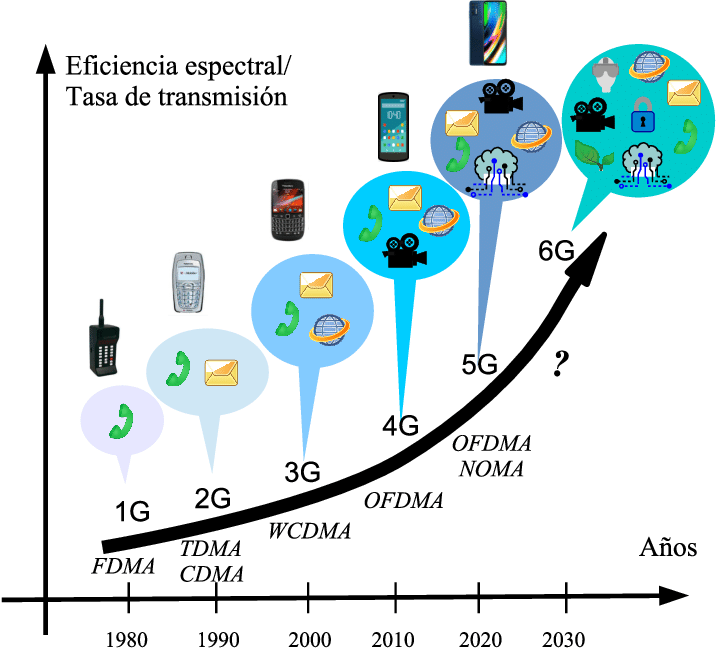 Eficiencia espectral/
Tasa de transmisión
6G
5G
?
4G
OFDMA
NOMA
3G
OFDMA
2G
1G
WCDMA
TDMA
CDMA
FDMA
Años
1980
1990
2000
2010
2020
2030